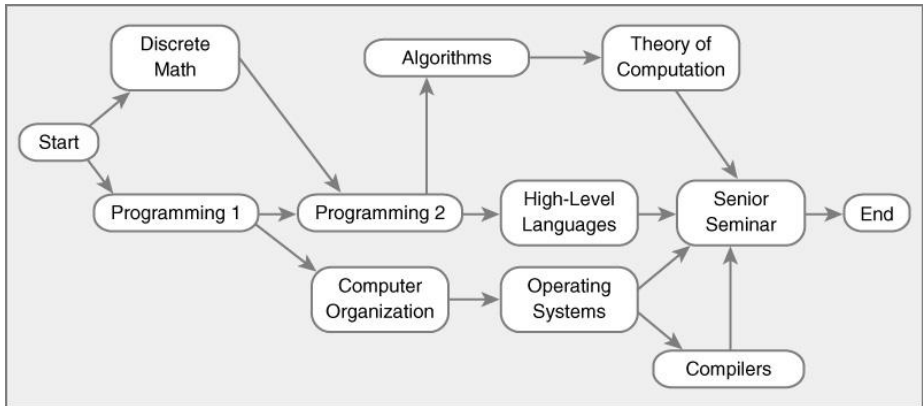 Discrete
Math
Algorithms
Theory of
Computation
Start
Programming 1
Programming 2
High-Level
Languages
Senior
Seminar
End
Computer
Organization
Operating
Systems
Compilers